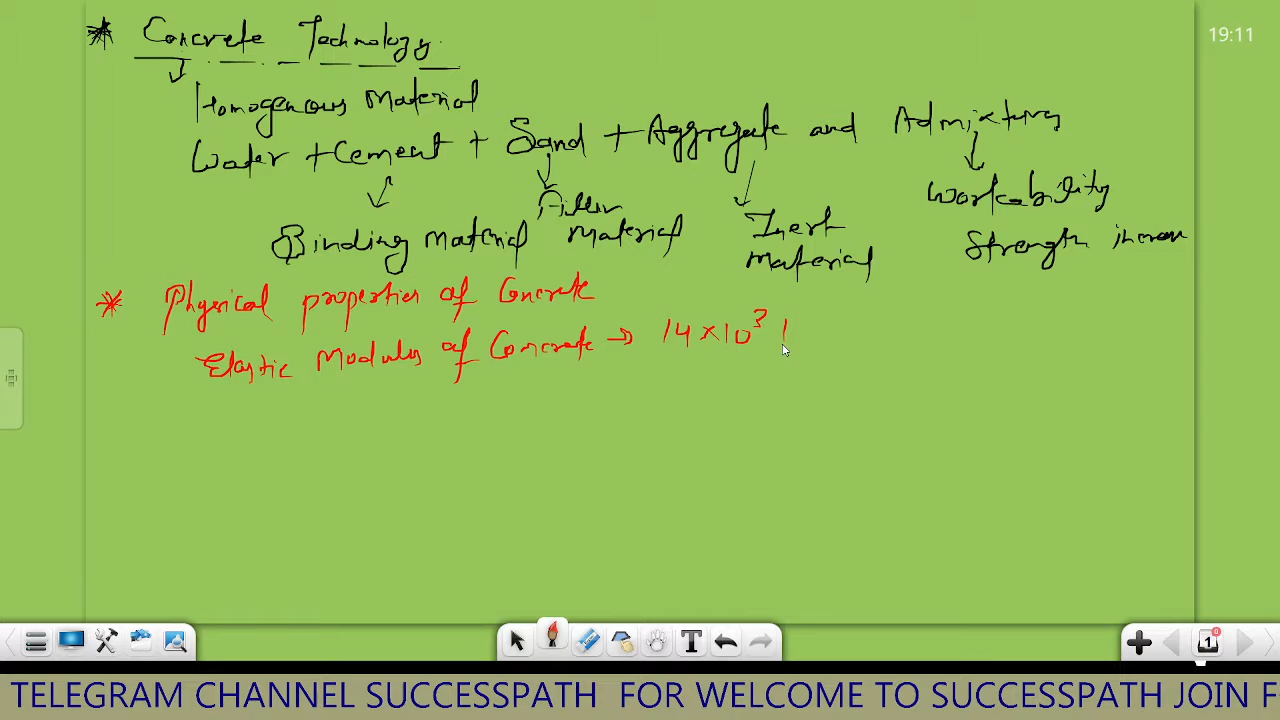 * Concrete Technology
19:11
Homogenous Material
Water + Cement + Sand + Aggregate and Admixtures
Binding Material
Filler Material
Inert Material
Workability
Strength increase
* Physical properties of Concrete
Elastic Modulus of Concrete → 14×10³
T
1
TELEGRAM CHANNEL SUCCESSPATH FOR WELCOME TO SUCCESSPATH JOIN F